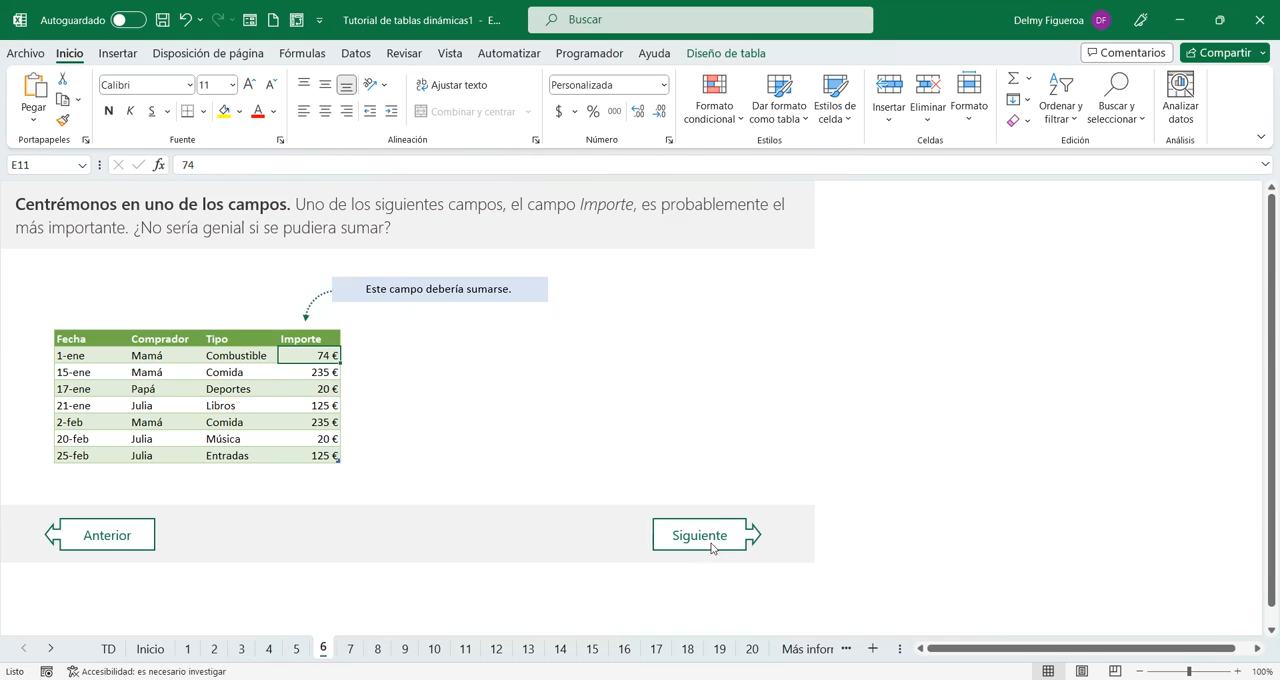 Autoguardado Tutorial de tablas dinámicas1 - E... Buscar Delmy Figueroa DF
Archivo Inicio Insertar Disposición de página Fórmulas Datos Revisar Vista Automatizar Programador Ayuda Diseño de tabla Comentarios Compartir
Pegar
Portapapeles
Calibri 11
N K S
Fuente
Ajustar texto
Combinar y centrar
Alineación
Personalizada
$ % 000
Número
Formato condicional
Dar formato como tabla
Estilos de celda
Estilos
Insertar Eliminar Formato
Celdas
Ordenar y filtrar
Buscar y seleccionar
Edición
Analizar datos
Análisis
E11 fx 74
Centrémonos en uno de los campos. Uno de los siguientes campos, el campo Importe, es probablemente el
más importante. ¿No sería genial si se pudiera sumar?
Este campo debería sumarse.
Fecha Comprador Tipo Importe
1-ene Mamá Combustible 74 €
15-ene Mamá Comida 235 €
17-ene Papá Deportes 20 €
21-ene Julia Libros 125 €
2-feb Mamá Comida 235 €
20-feb Julia Música 20 €
25-feb Julia Entradas 125 €
Anterior Siguiente
TD Inicio 1 2 3 4 5 6 7 8 9 10 11 12 13 14 15 16 17 18 19 20 Más inforr ...
Listo Accesibilidad: es necesario investigar 100%